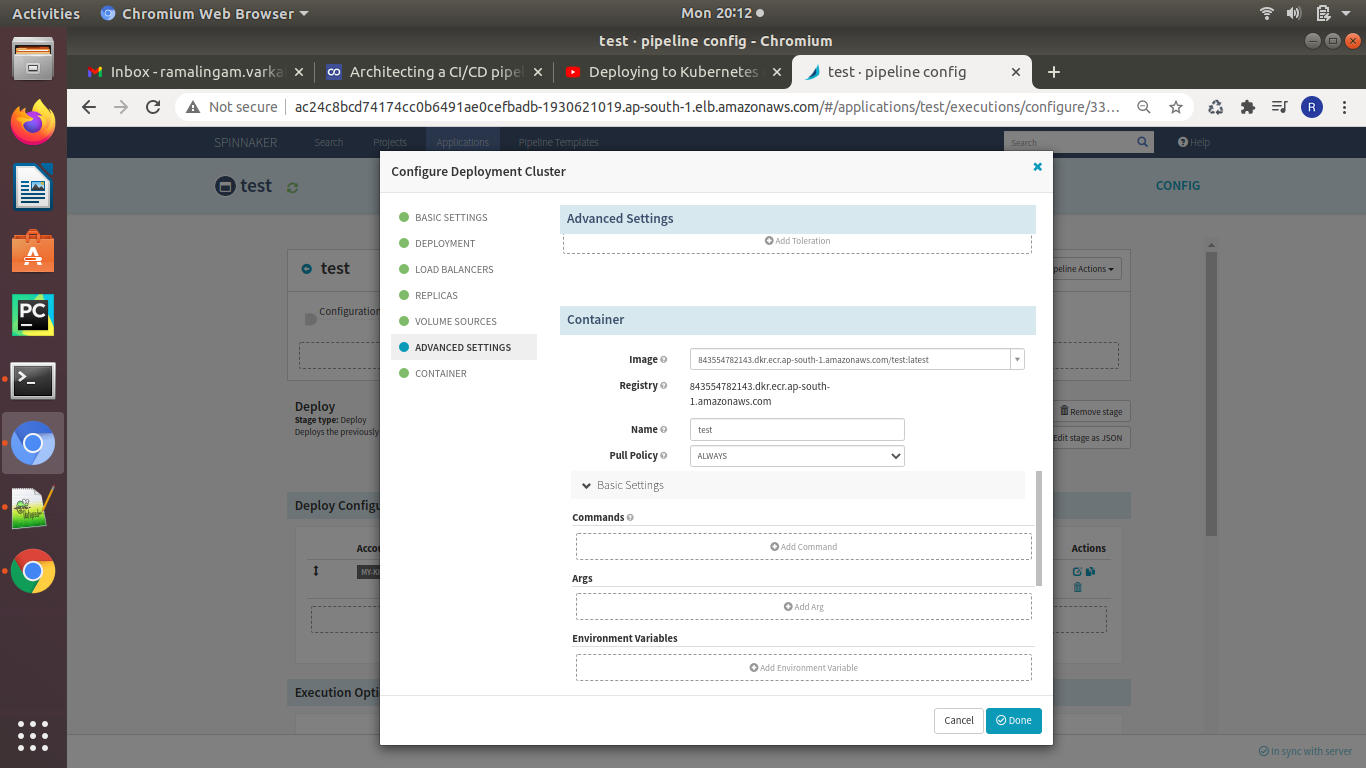 Activities
Chromium Web Browser
Mon 20:12
test · pipeline config - Chromium
Inbox - ramalingam.varka
Architecting a CI/CD pipe
Deploying to Kubernetes
test · pipeline config
Not secure
ac24c8bcd74174cc0b6491ae0cefbadb-1930621019.ap-south-1.elb.amazonaws.com/#/applications/test/executions/configure/33...
R
SPINNAKER
Search
Projects
Applications
Pipeline Templates
Search
Help
test
CONFIG
test
peline Actions
Configuration
Deploy
Stage type: Deploy
Deploys the previously
Remove stage
Edit stage as JSON
Deploy Configu
Accou
Actions
MY-K
Execution Opti
In sync with server
Configure Deployment Cluster
BASIC SETTINGS
DEPLOYMENT
LOAD BALANCERS
REPLICAS
VOLUME SOURCES
ADVANCED SETTINGS
CONTAINER
Advanced Settings
Add Toleration
Container
Image
843554782143.dkr.ecr.ap-south-1.amazonaws.com/test:latest
Registry
843554782143.dkr.ecr.ap-south-
1.amazonaws.com
Name
test
Pull Policy
ALWAYS
Basic Settings
Commands
Add Command
Args
Add Arg
Environment Variables
Add Environment Variable
Cancel
Done
PC